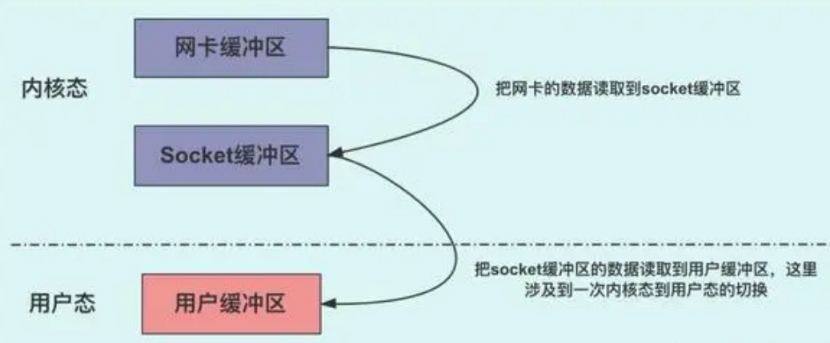 网卡缓冲区
内核态
把网卡的数据读取到socket缓冲区
Socket缓冲区
把socket缓冲区的数据读取到用户缓冲区，这里
涉及到一次内核态到用户态的切换
用户态
用户缓冲区